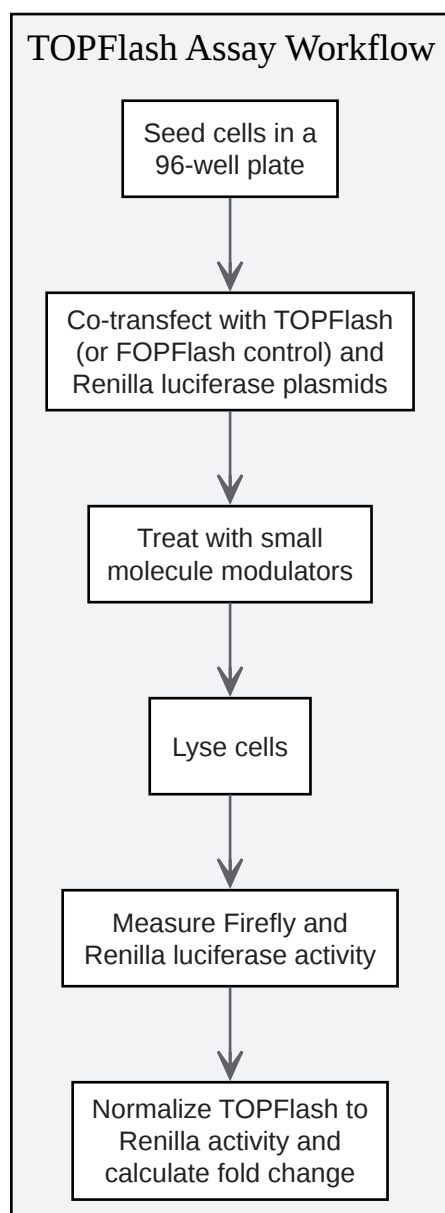 TOPFlash Assay Workflow
Seed cells in a
96-well plate
Co-transfect with TOPFlash
(or FOPFlash control) and
Renilla luciferase plasmids
Treat with small
molecule modulators
Lyse cells
Measure Firefly and
Renilla luciferase activity
Normalize TOPFlash to
Renilla activity and
calculate fold change